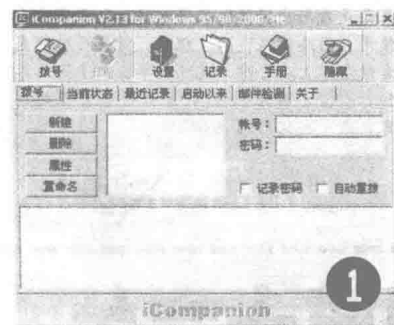 iCompanion V2.13 for Windows 95/98/2000/Me
拨号 设置 记录 手册 隐藏
拨号 当前状态 最近记录 启动以来 邮件检测 关于
新建
删除
属性
重命名
帐号：
密码：
记录密码 自动重拨
iCompanion
1